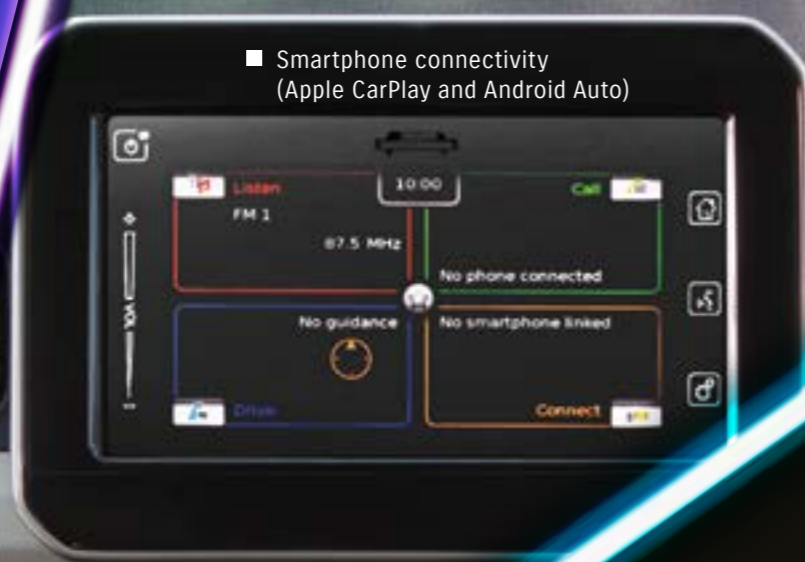 Smartphone connectivity
(Apple CarPlay and Android Auto)
10:00
Listen
FM 1
87.5 MHz
Call
No phone connected
No guidance
Drive
No smartphone linked
Connect
VOL